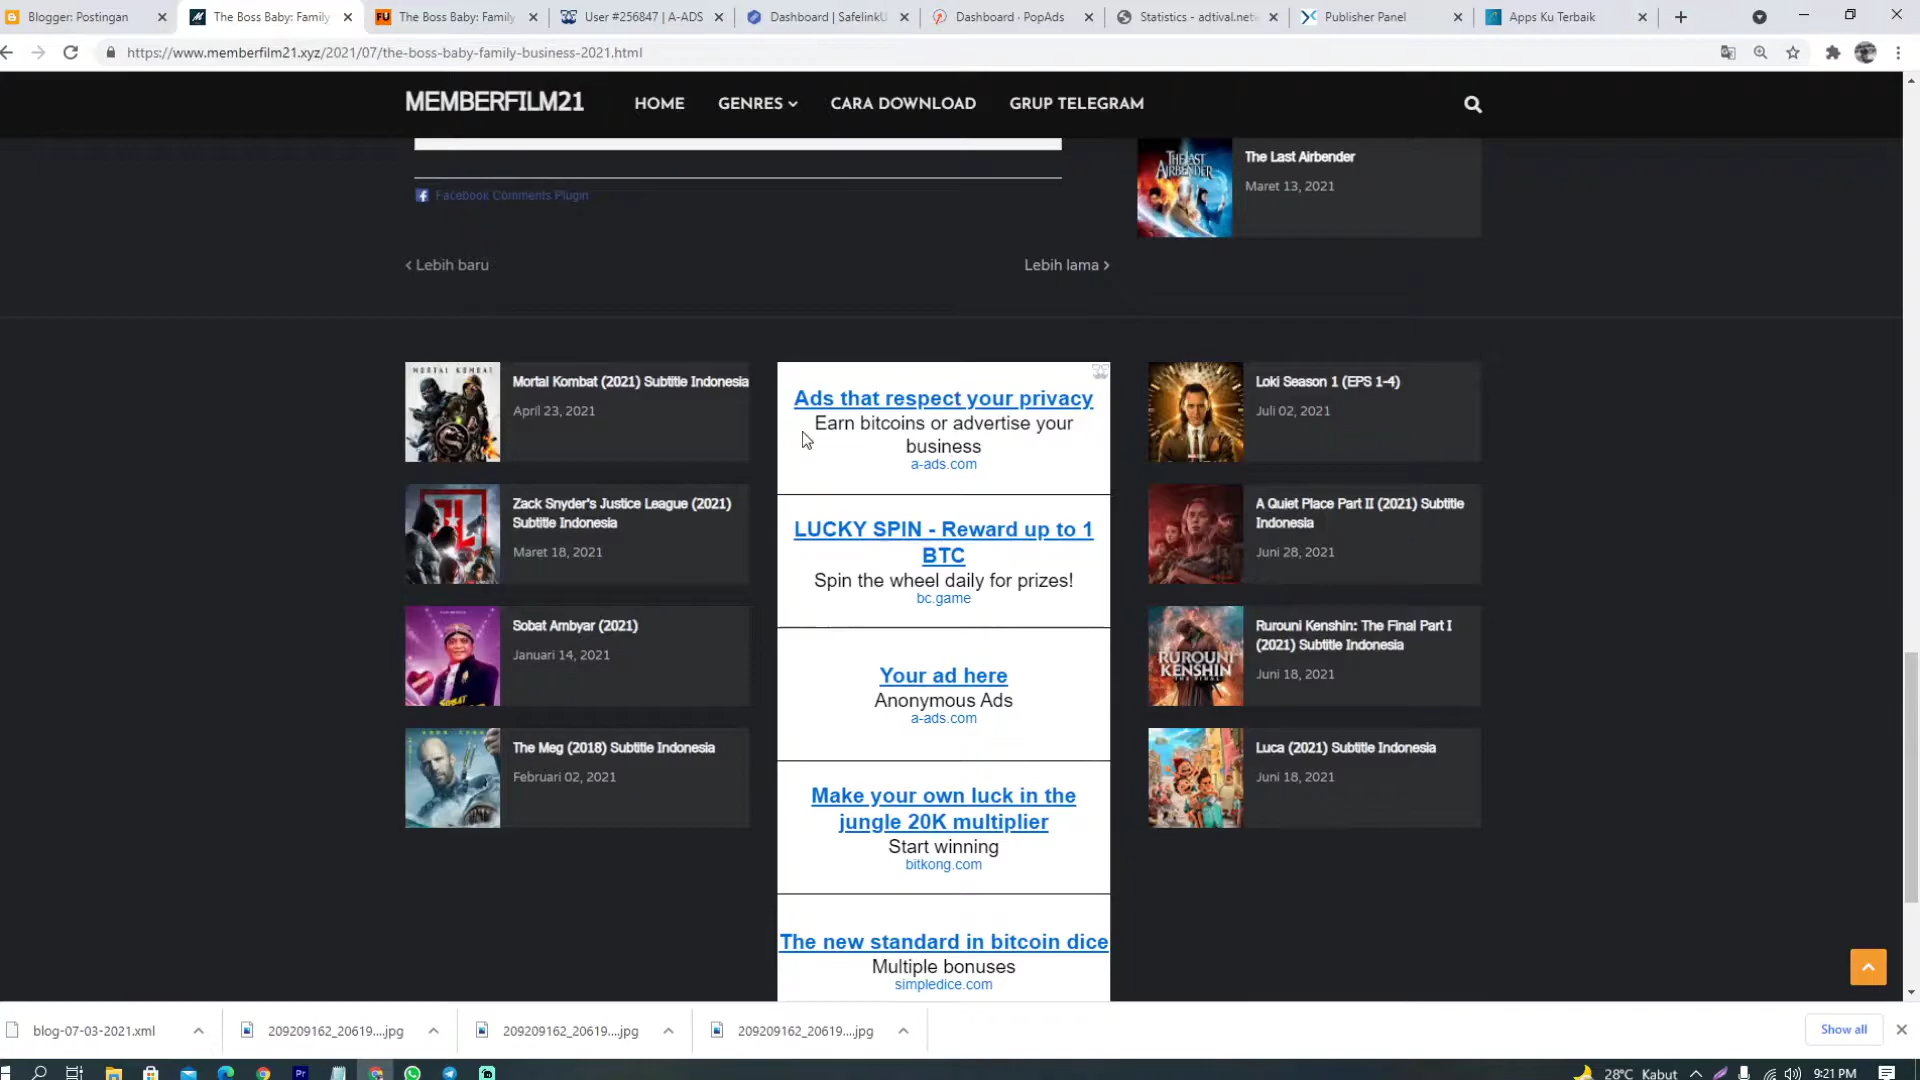 Blogger: Postingan
The Boss Baby: Family
The Boss Baby: Family
User #256847 | A-ADS
Dashboard | SafelinkU
Dashboard - PopAds
Statistics - adtival.netw
Publisher Panel
Apps Ku Terbaik
https://www.memberfilm21.xyz/2021/07/the-boss-baby-family-business-2021.html
MEMBERFILM21
HOME
GENRES
CARA DOWNLOAD
GRUP TELEGRAM
Facebook Comments Plugin
THE LAST
AIRBENDER
The Last Airbender
Maret 13, 2021
< Lebih baru
Lebih lama >
MORTAL KOMBAT
Mortal Kombat (2021) Subtitle Indonesia
April 23, 2021
Zack Snyder's Justice League (2021)
Subtitle Indonesia
Maret 18, 2021
Sobat Ambyar (2021)
Januari 14, 2021
The Meg (2018) Subtitle Indonesia
Februari 02, 2021
Ads that respect your privacy
Earn bitcoins or advertise your
business
a-ads.com
LUCKY SPIN - Reward up to 1
BTC
Spin the wheel daily for prizes!
bc.game
Your ad here
Anonymous Ads
a-ads.com
Make your own luck in the
jungle 20K multiplier
Start winning
bitkong.com
The new standard in bitcoin dice
Multiple bonuses
simpledice.com
Loki Season 1 (EPS 1-4)
Juli 02, 2021
A Quiet Place Part II (2021) Subtitle
Indonesia
Juni 28, 2021
RUROUNI
KENSHIN
Rurouni Kenshin: The Final Part I
(2021) Subtitle Indonesia
Juni 18, 2021
Luca (2021) Subtitle Indonesia
Juni 18, 2021
blog-07-03-2021.xml
209209162_20619....jpg
209209162_20619....jpg
209209162_20619....jpg
Show all
Pr
28°C Kabut
9:21 PM